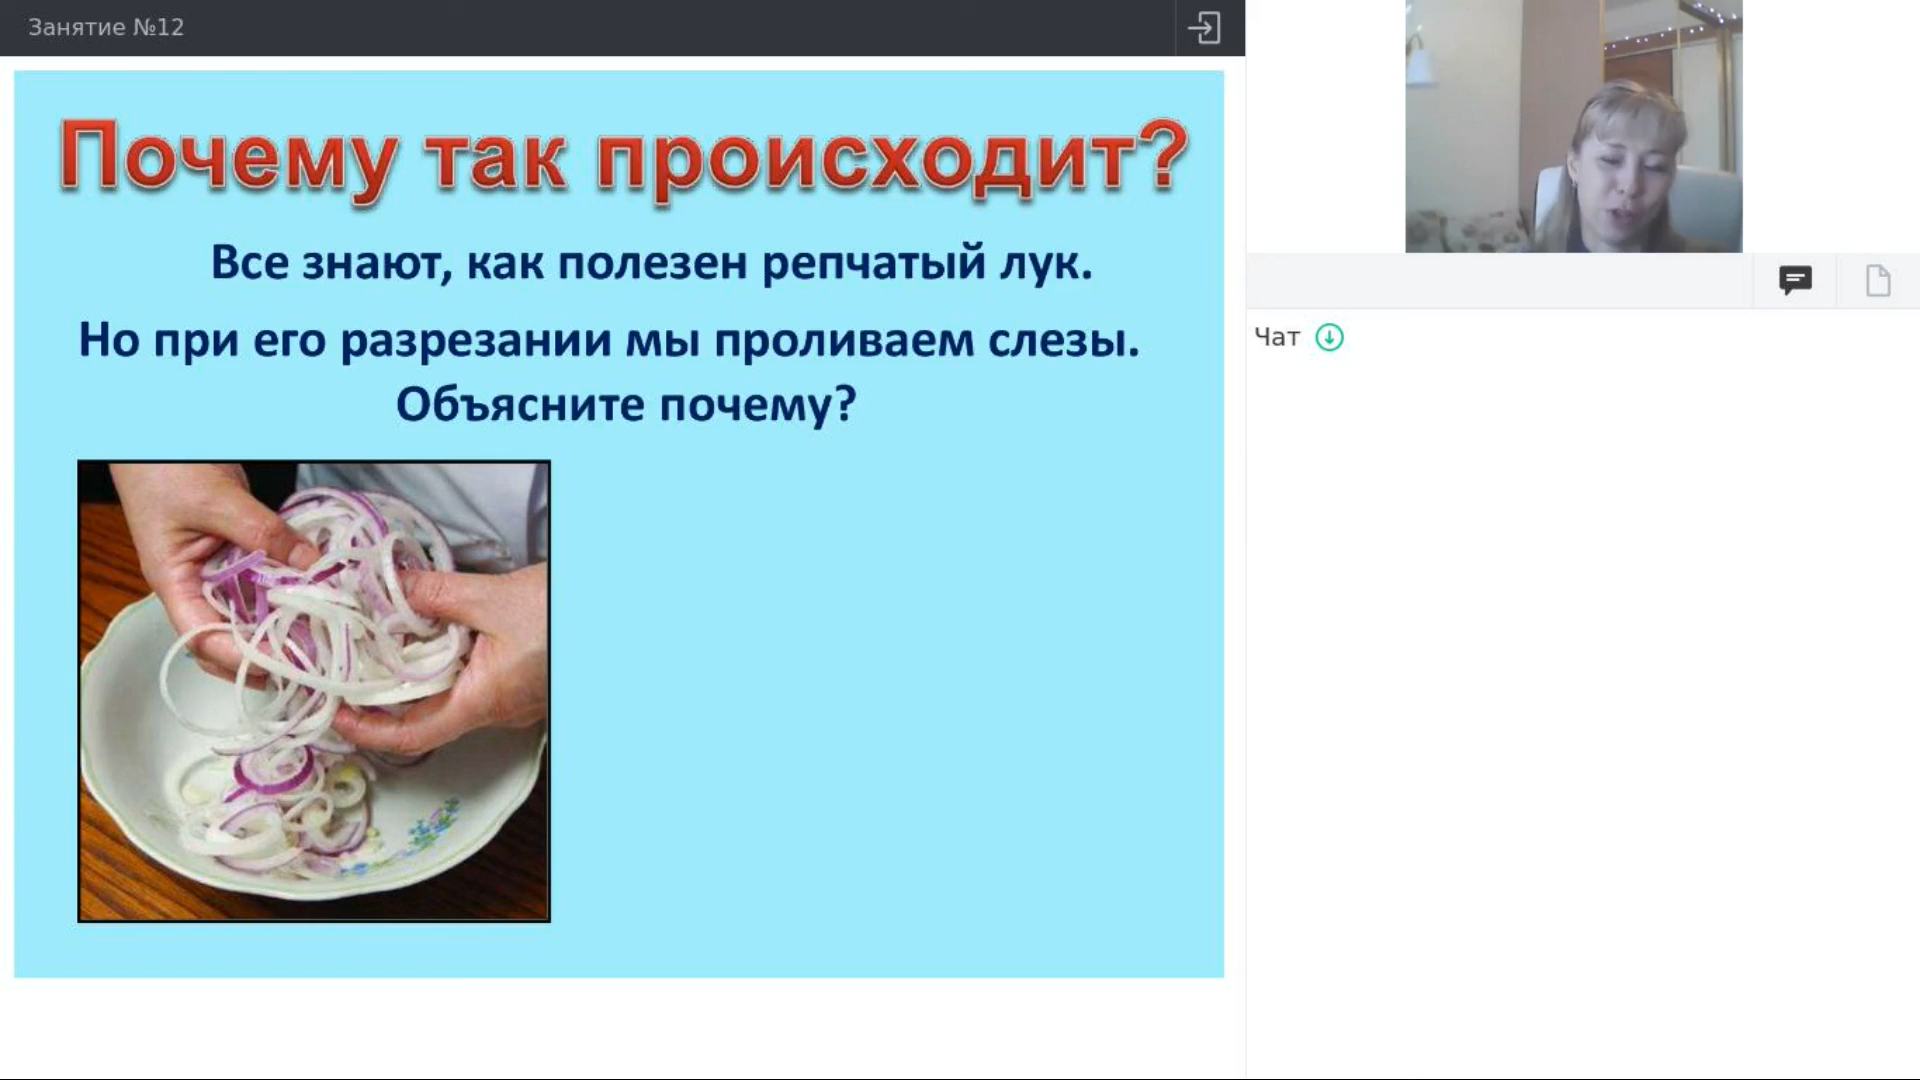 Занятие №12
Почему так происходит?
Все знают, как полезен репчатый лук.
Но при его разрезании мы проливаем слезы.
Объясните почему?
Чат